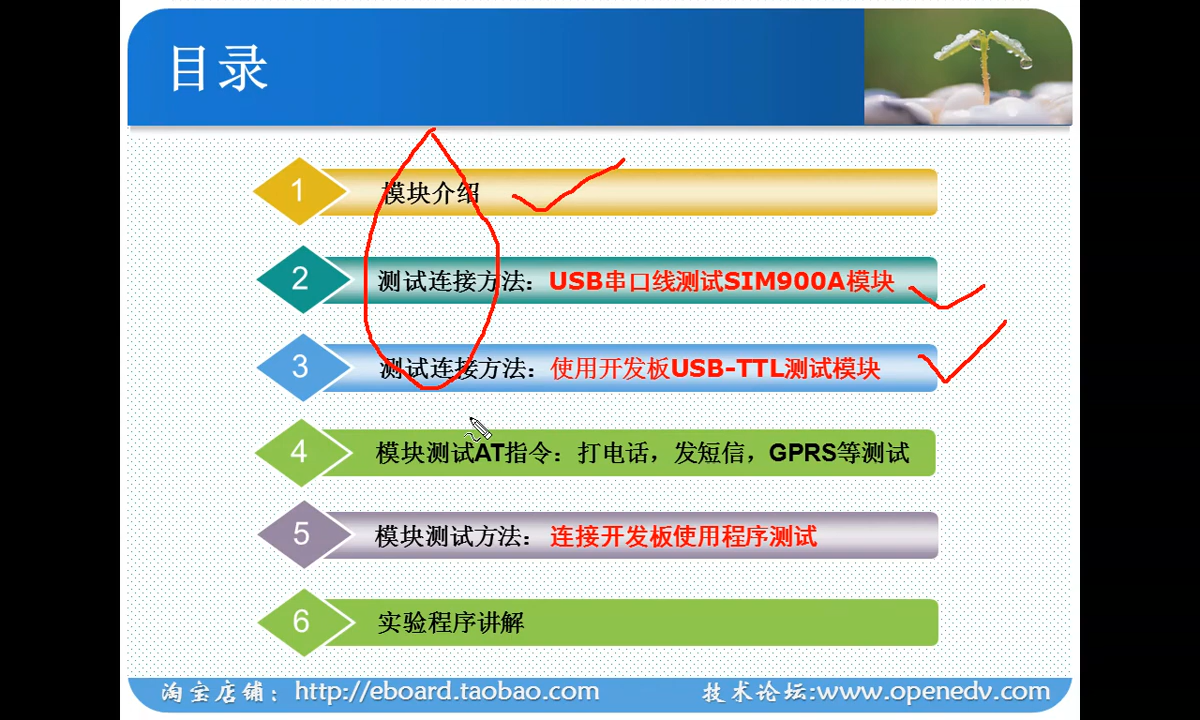 目录
1 模块介绍
2 测试连接方法：USB串口线测试SIM900A模块
3 测试连接方法：使用开发板USB-TTL测试模块
4 模块测试AT指令：打电话，发短信，GPRS等测试
5 模块测试方法： 连接开发板使用程序测试
6 实验程序讲解
淘宝店铺：http://eboard.taobao.com 技术论坛:www.openedv.com